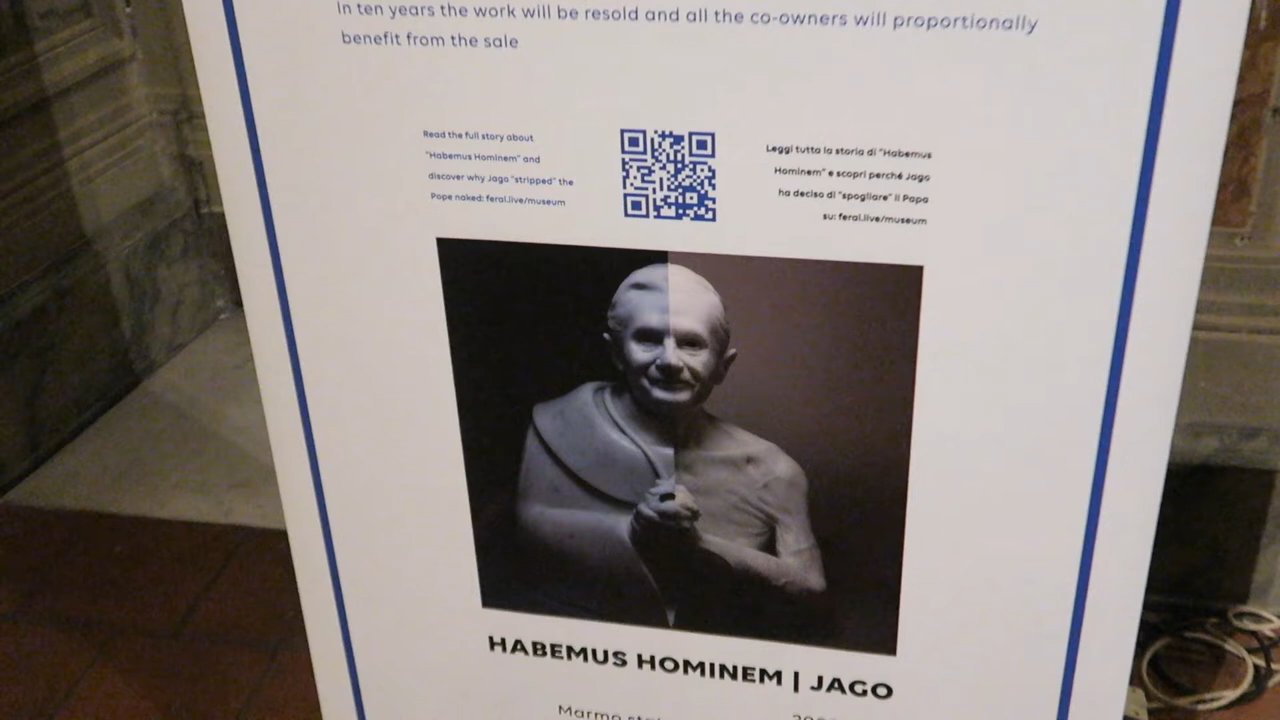 In ten years the work will be resold and all the co-owners will proportionally
benefit from the sale
Read the full story about
"Habemus Hominem" and
discover why Jago "stripped" the
Pope naked: feral.live/museum
Leggi tutta la storia di "Habemus
Hominem" e scopri perché Jago
ha deciso di "spogliare" il Papa
su: feral.live/museum
HABEMUS HOMINEM | JAGO
Marmo